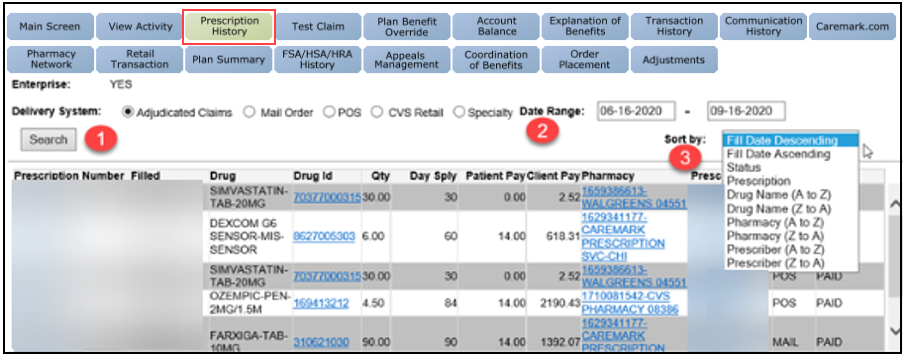 Main Screen View Activity Prescription History Test Claim Plan Benefit Override Account Balance Explanation of Benefits Transaction History Communication History Caremark.com
Pharmacy Network Retail Transaction Plan Summary FSA/HSA/HRA History Appeals Management Coordination of Benefits Order Placement Adjustments
Enterprise: YES
Delivery System: Adjudicated Claims Mail Order POS CVS Retail Specialty Date Range: 06-16-2020 - 09-16-2020
1 2
Search Sort by: Fill Date Descending
3
Fill Date Ascending
Status
Prescription
Drug Name (A to Z)
Drug Name (Z to A)
Pharmacy (A to Z)
Pharmacy (Z to A)
Prescriber (A to Z)
Prescriber (Z to A)
Prescription Number Filled Drug Drug Id Qty Day Sply Patient Pay Client Pay Pharmacy Presc
SIMVASTATIN-TAB-20MG 70377000315 30.00 30 0.00 2.52 1659386613-WALGREENS 04551
DEXCOM G6 SENSOR-MIS-SENSOR 8627005303 6.00 60 14.00 618.31 1629341177-CAREMARK PRESCRIPTION SVC-CHI
SIMVASTATIN-TAB-20MG 70377000315 30.00 30 0.00 2.52 1659386613-WALGREENS 04551 POS PAID
OZEMPIC-PEN-2MG/1.5M 169413212 4.50 84 14.00 2190.43 1710081542-CVS PHARMACY 08386 POS PAID
FARXIGA-TAB-10MG 310621030 90.00 90 14.00 1392.07 1629341177-CAREMARK PRESCRIPTION MAIL PAID